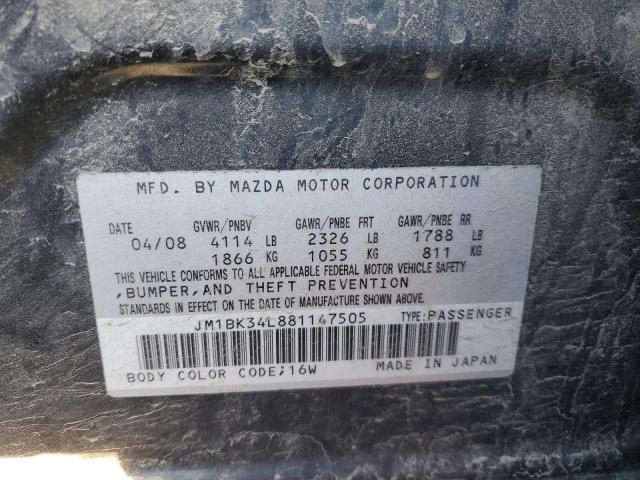 MFD. BY MAZDA MOTOR CORPORATION
DATE GVWR/PNBV GAWR/PNBE FRT GAWR/PNBE RR
04/08 4114 LB 2326 LB 1788 LB
1866 KG 1055 KG 811 KG
THIS VEHICLE CONFORMS TO ALL APPLICABLE FEDERAL MOTOR VEHICLE SAFETY
,BUMPER,AND THEFT PREVENTION
STANDARDS IN EFFECT ON THE DATE OF MANUFACTURE SHOWN ABOVE.
JM1BK34L881147505 TYPE:PASSENGER
BODY COLOR CODE;16W MADE IN JAPAN